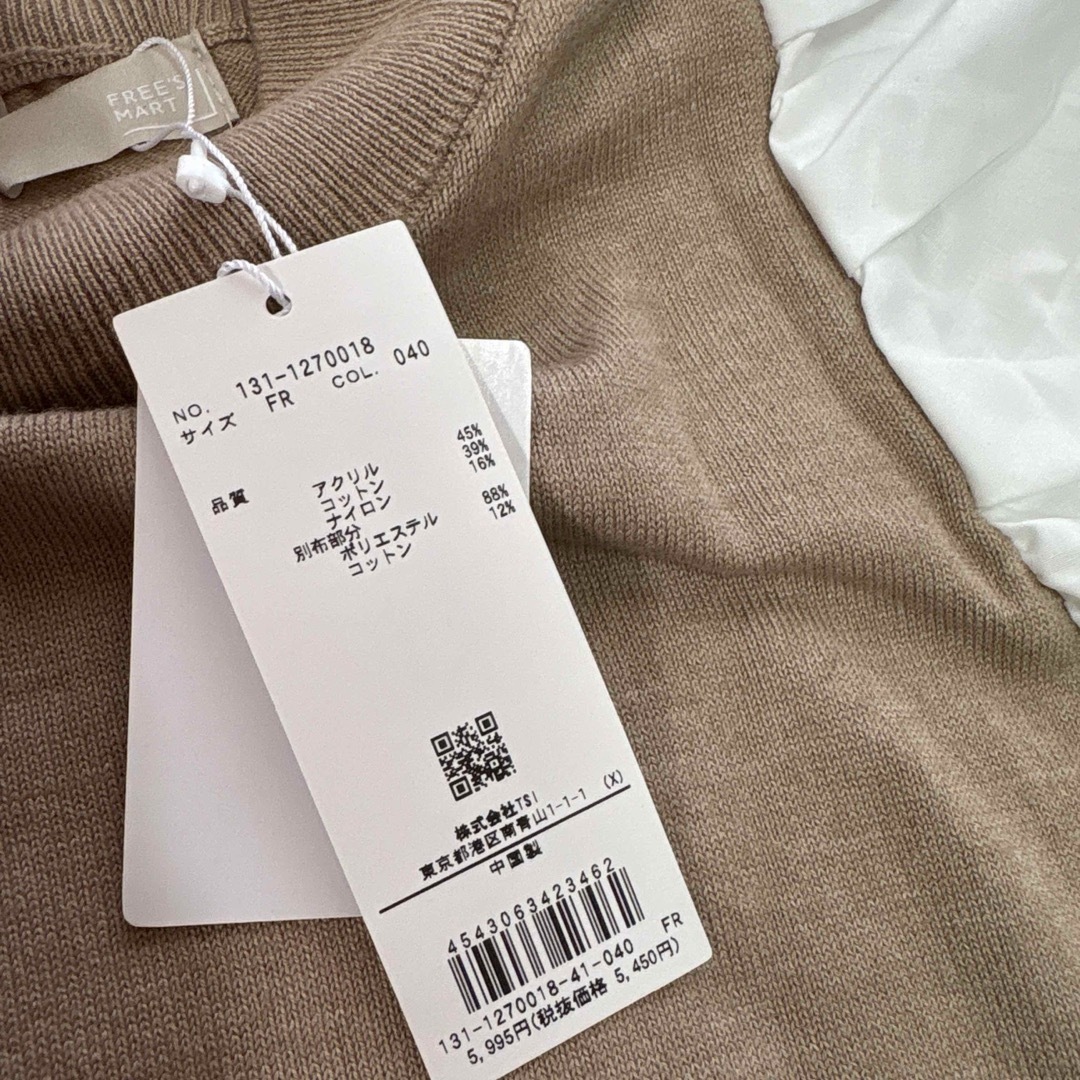 FREE'S
MART
NO. 131-1270018
サイズ FR COL. 040
品質 アクリル 45%
コットン 39%
ナイロン 16%
別布部分
ポリエステル 88%
コットン 12%
株式会社TSI
東京都港区南青山1-1-1 (X)
中国製
4543063423462
131-1270018-41-040 FR
5,995円(税抜価格 5,450円)